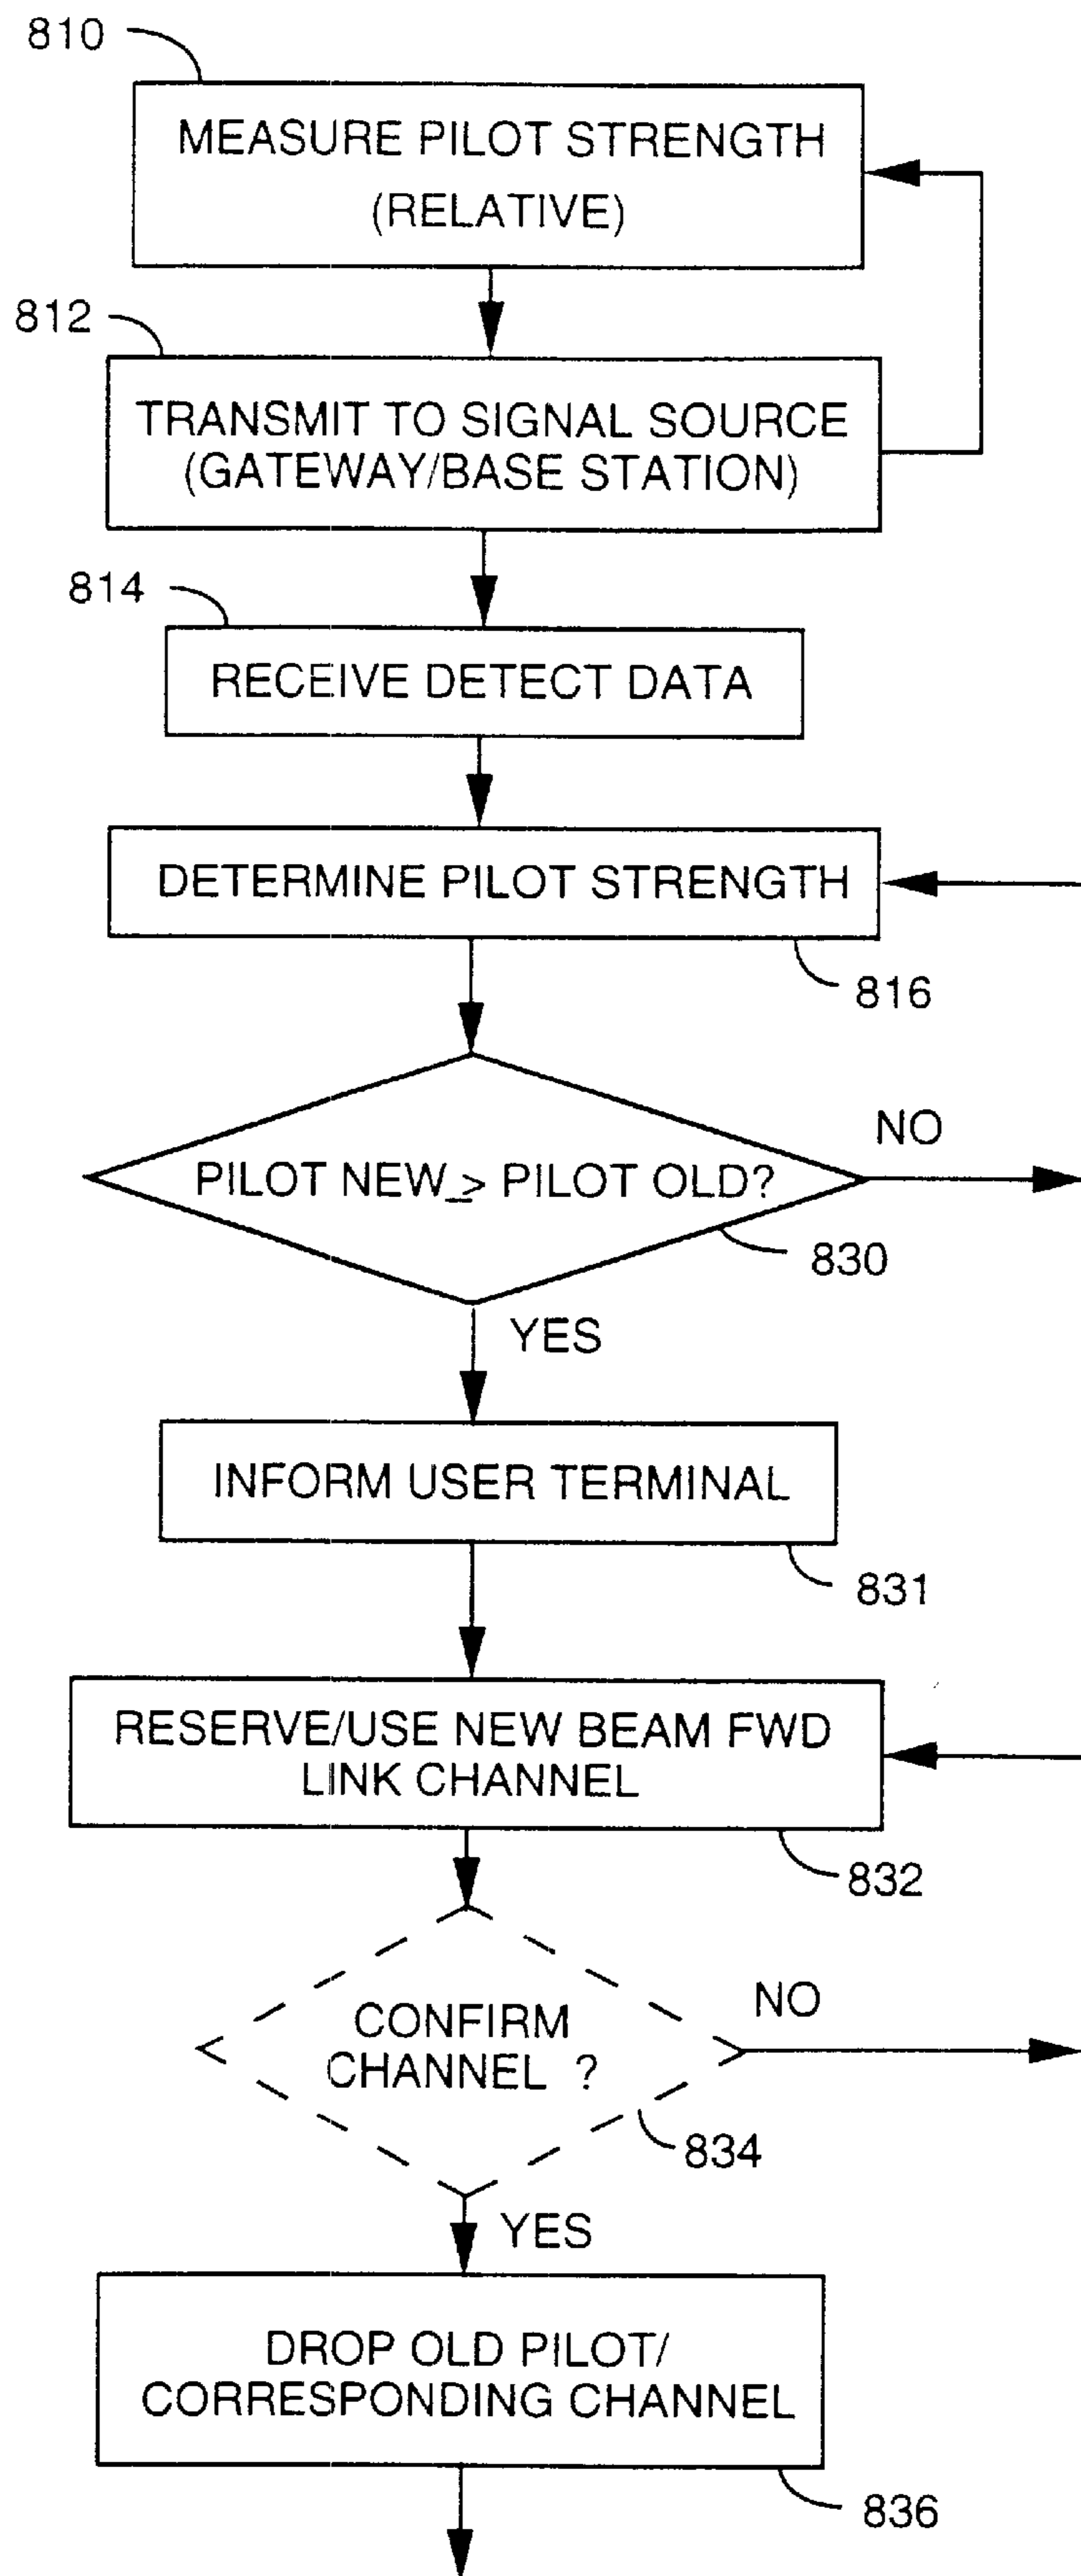 810
MEASURE PILOT STRENGTH
(RELATIVE)
812
TRANSMIT TO SIGNAL SOURCE
(GATEWAY/BASE STATION)
814
RECEIVE DETECT DATA
DETERMINE PILOT STRENGTH
816
NO
PILOT NEW_> PILOT OLD?
830
YES
INFORM USER TERMINAL
831
RESERVE/USE NEW BEAM FWD
LINK CHANNEL
832
NO
CONFIRM
CHANNEL ?
834
YES
DROP OLD PILOT/
CORRESPONDING CHANNEL
836